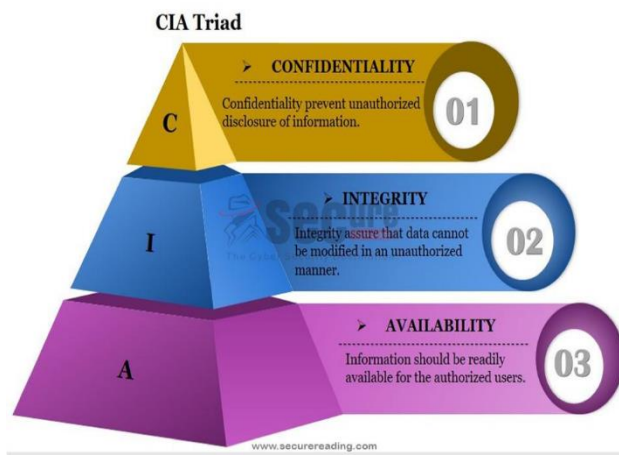 CIA Triad
C
➤ CONFIDENTIALITY
Confidentiality prevent unauthorized
disclosure of information.
01
I
➤ INTEGRITY
Integrity assure that data cannot
be modified in an unauthorized
manner.
02
Secure
A
➤ AVAILABILITY
Information should be readily
available for the authorized users.
03
www.securereading.com